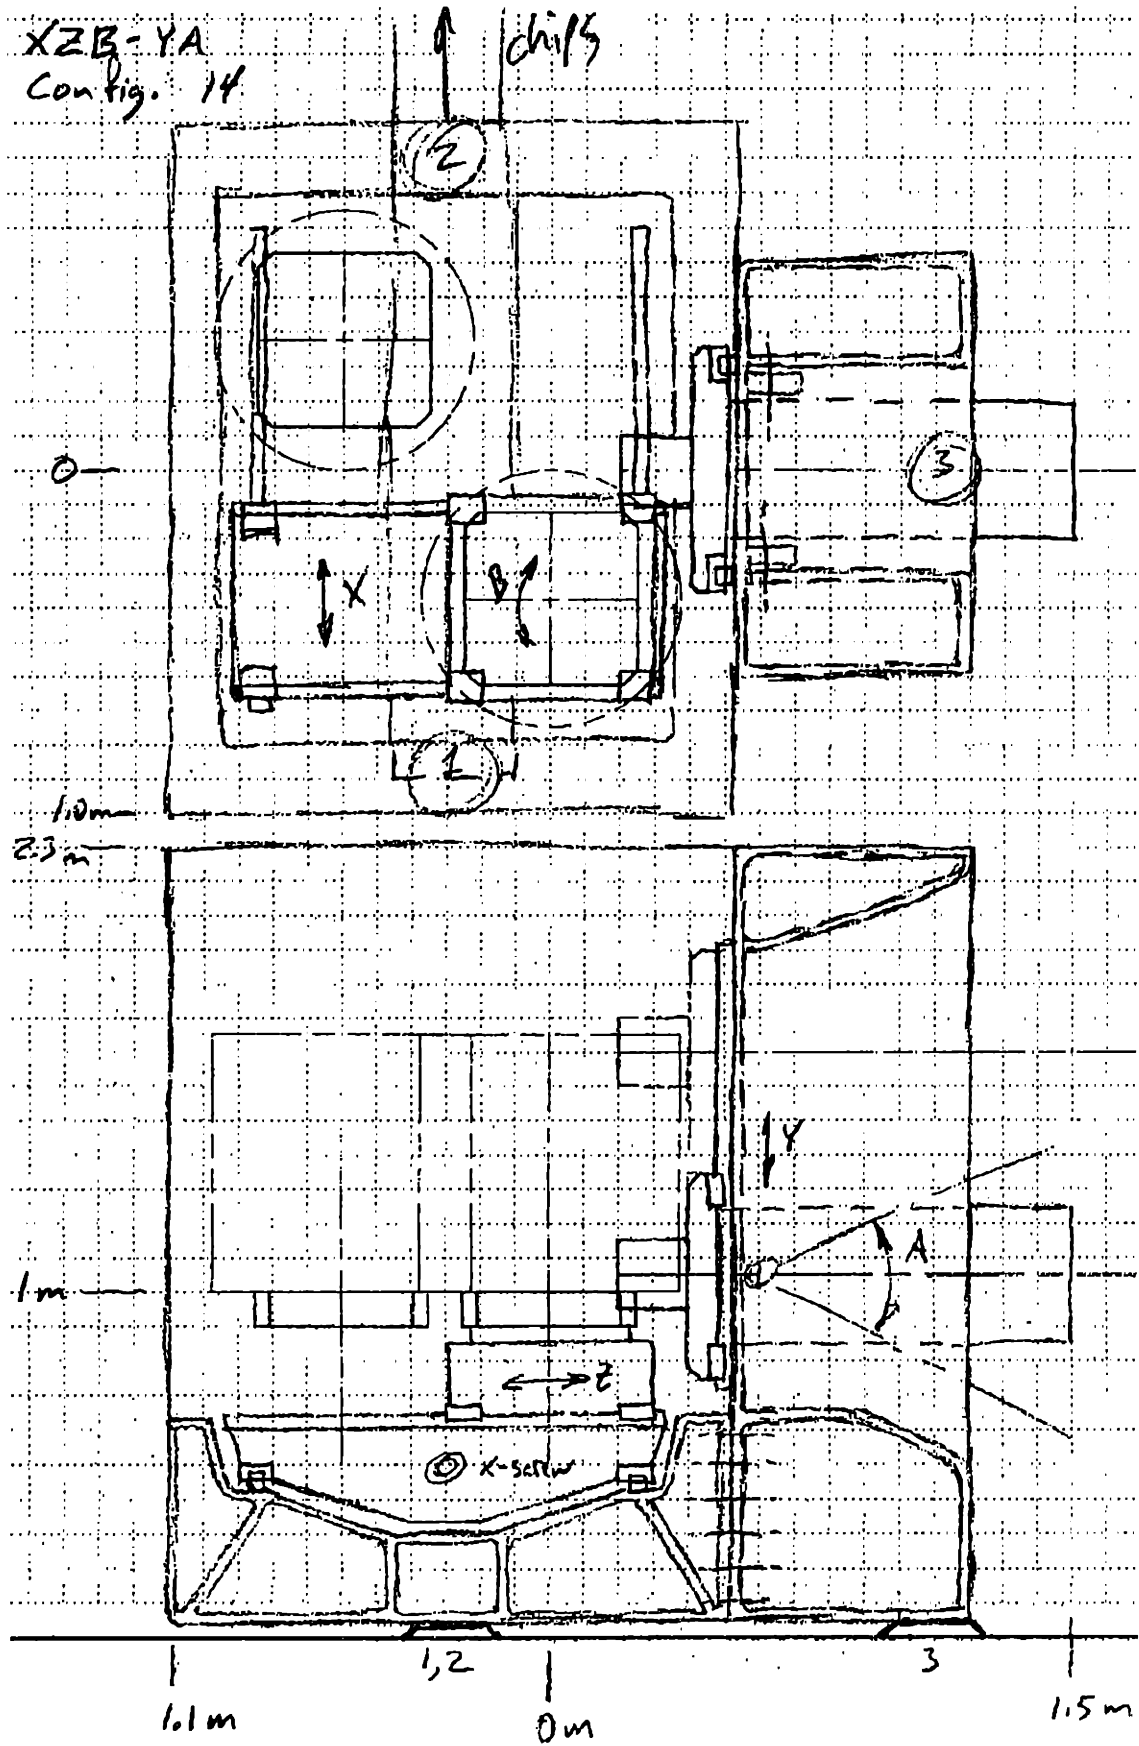 XZB-YA
Config. 14
chips
2
0
3
X
B
1
1.0m
2.3m
Y
A
1m
Z
x-screw
1,2
3
1.1m
0m
1.5m